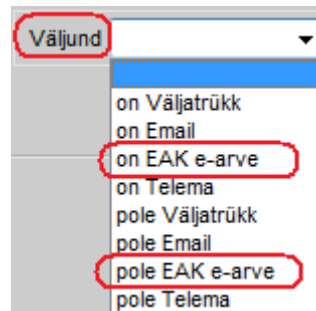 Väljund
on Väljatrükk
on Email
on EAK e-arve
on Telema
pole Väljatrükk
pole Email
pole EAK e-arve
pole Telema